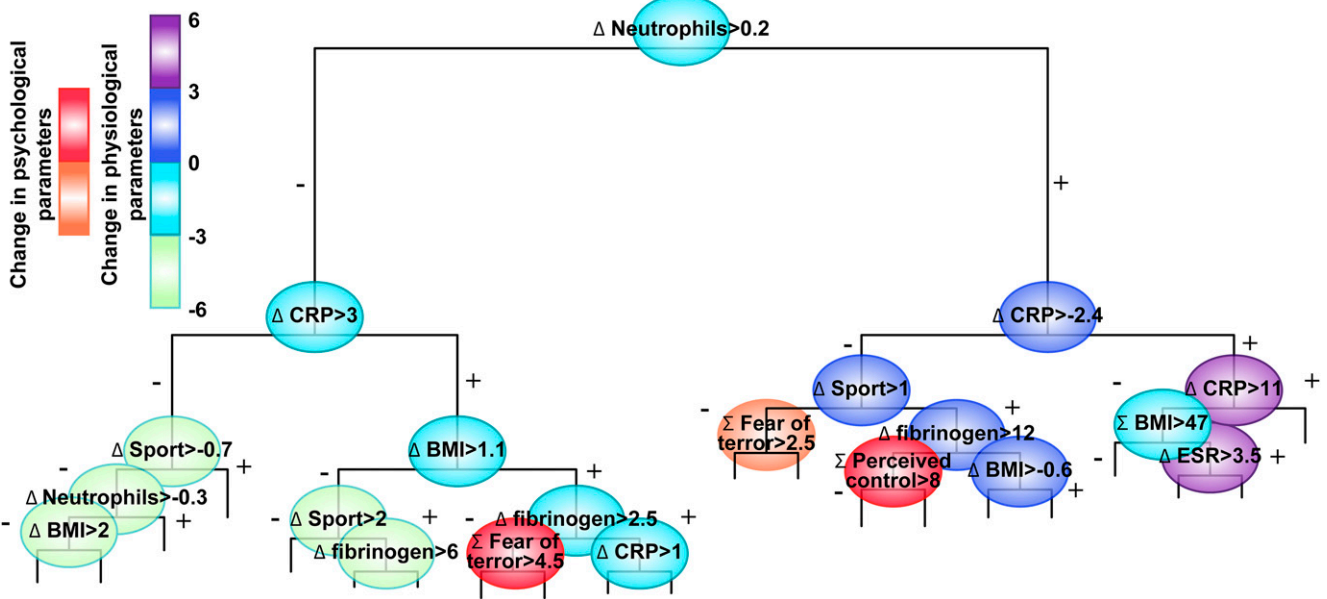 Change in psychological
parameters
Change in physiological
parameters
6
3
0
-3
-6
Δ Neutrophils>0.2
-
+
Δ CRP>3
Δ CRP>-2.4
-
+
-
+
Δ Sport>1
Δ CRP>11
-
+
-
+
Σ Fear of
terror>2.5
Δ fibrinogen>12
Σ BMI>47
Δ Sport>-0.7
Δ BMI>1.1
Σ Perceived
control>8
Δ BMI>-0.6
Δ ESR>3.5
-
+
-
+
-
+
-
+
Δ Neutrophils>-0.3
Δ Sport>2
Δ fibrinogen>2.5
-
+
-
+
-
+
Δ BMI>2
Δ fibrinogen>6
Σ Fear of
terror>4.5
Δ CRP>1